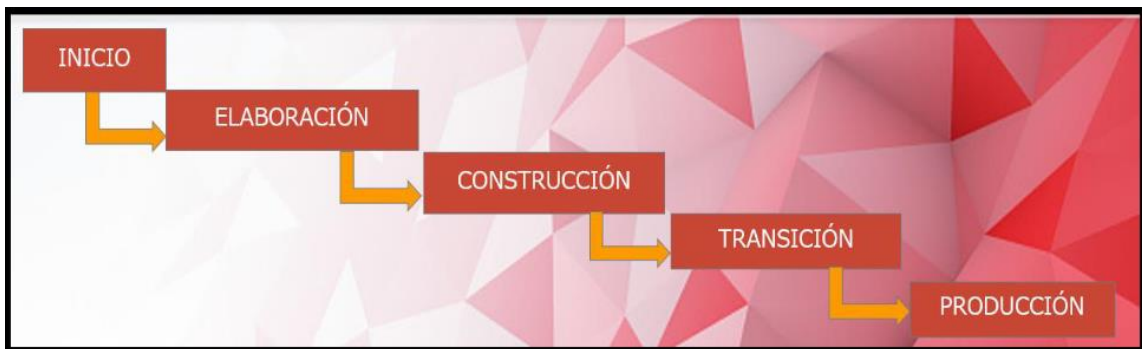 INICIO
ELABORACIÓN
CONSTRUCCIÓN
TRANSICIÓN
PRODUCCIÓN